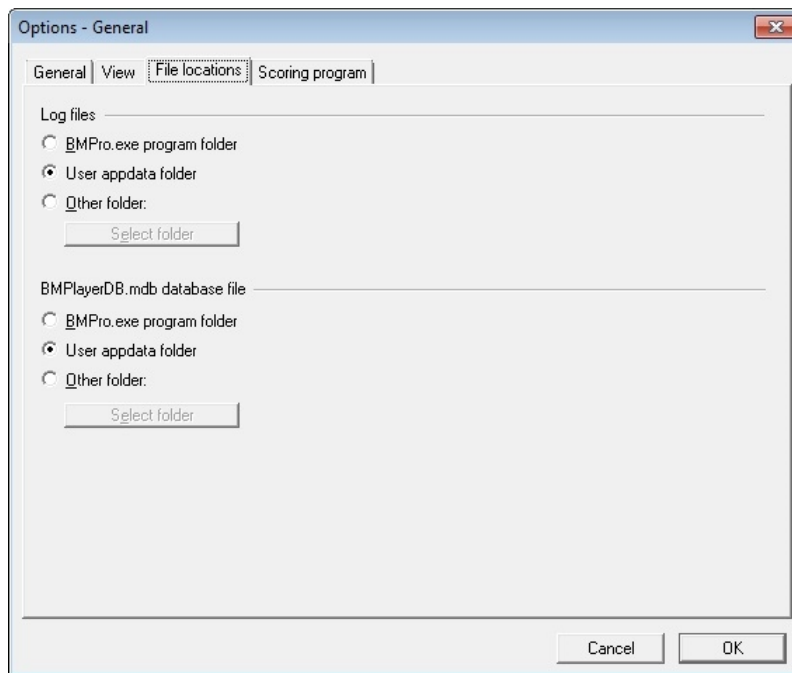 Options - General
General View File locations Scoring program
Log files
BMPro.exe program folder
User appdata folder
Other folder:
Select folder
BMPlayerDB.mdb database file
BMPro.exe program folder
User appdata folder
Other folder:
Select folder
Cancel OK